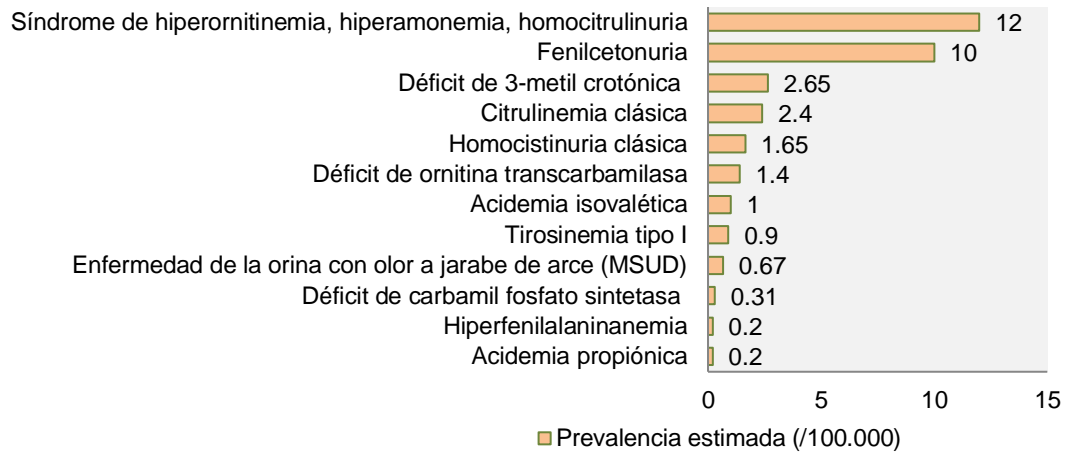 Síndrome de hiperornitinemia, hiperamonemia, homocitrulinuria 12
Fenilcetonuria 10
Déficit de 3-metil crotónica 2.65
Citrulinemia clásica 2.4
Homocistinuria clásica 1.65
Déficit de ornitina transcarbamilasa 1.4
Acidemia isovalética 1
Tirosinemia tipo I 0.9
Enfermedad de la orina con olor a jarabe de arce (MSUD) 0.67
Déficit de carbamil fosfato sintetasa 0.31
Hiperfenilalaninanemia 0.2
Acidemia propiónica 0.2
0 5 10 15
Prevalencia estimada (/100.000)